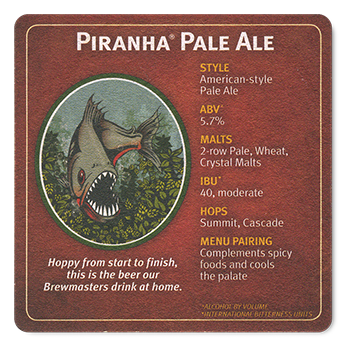 PIRANHA® PALE ALE
STYLE
American-style
Pale Ale
ABV*
5.7%
MALTS
2-row Pale, Wheat,
Crystal Malts
IBU*
40, moderate
HOPS
Summit, Cascade
MENU PAIRING
Complements spicy
foods and cools
the palate
Hoppy from start to finish,
this is the beer our
Brewmasters drink at home.
*ALCOHOL BY VOLUME
*INTERNATIONAL BITTERNESS UNITS